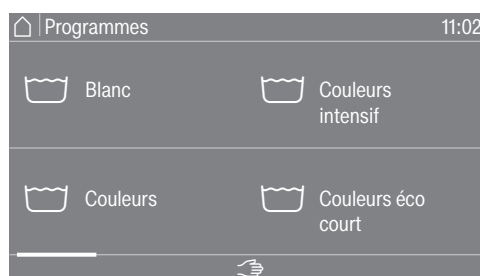 Programmes
11:02
Blanc
Couleurs
intensif
Couleurs
Couleurs éco
court